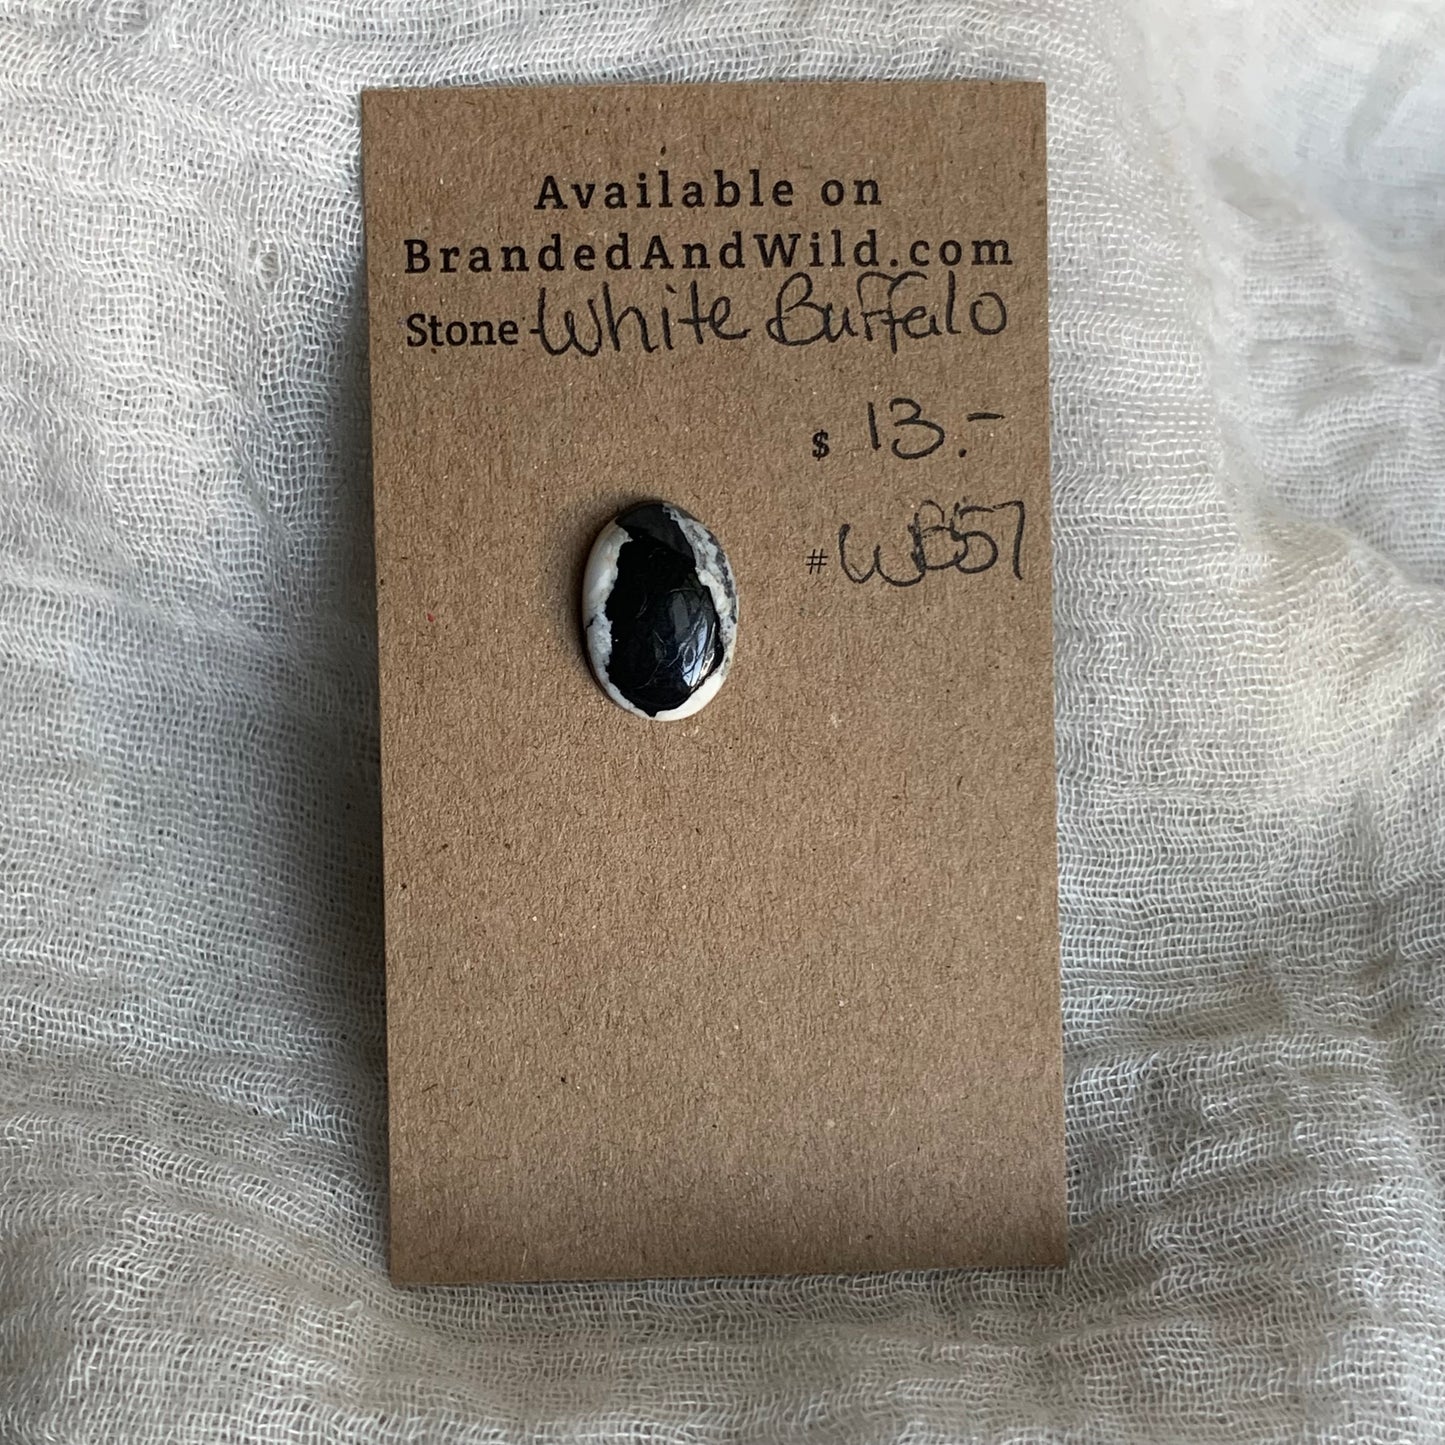 Available on
BrandedAndWild.com
Stone - White Buffalo
$ 13.-
# WB57